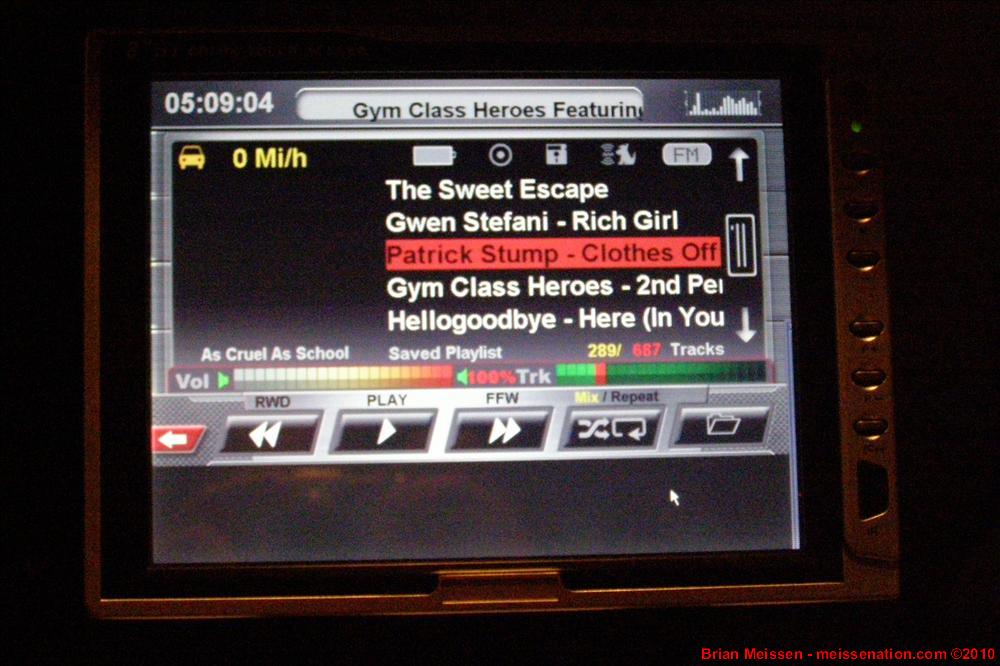 05:09:04 Gym Class Heroes Featuring
0 Mi/h FM
The Sweet Escape
Gwen Stefani - Rich Girl
Patrick Stump - Clothes Off
Gym Class Heroes - 2nd Per
Hellogoodbye - Here (In You
As Cruel As School Saved Playlist 289/ 687 Tracks
Vol 100% Trk
RWD PLAY FFW Mix / Repeat
Brian Meissen - meissenation.com ©2010